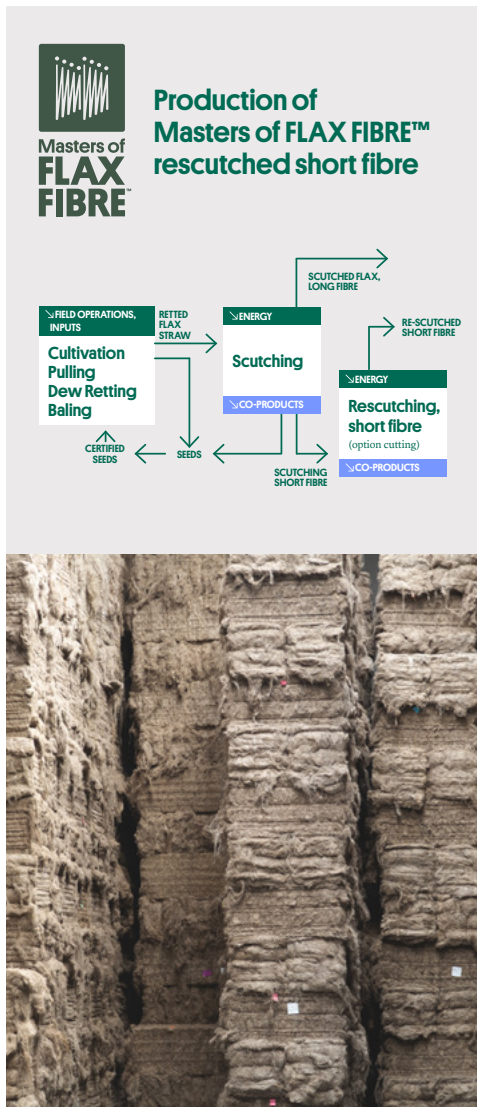 Masters of
FLAX
FIBRE™
Production of
Masters of FLAX FIBRE™
rescutched short fibre
SCUTCHED FLAX,
LONG FIBRE
FIELD OPERATIONS,
INPUTS
Cultivation
Pulling
Dew Retting
Baling
RETTED
FLAX
STRAW
ENERGY
Scutching
CO-PRODUCTS
RE-SCUTCHED
SHORT FIBRE
ENERGY
Rescutching,
short fibre
(option cutting)
CO-PRODUCTS
CERTIFIED
SEEDS
SEEDS
SCUTCHING
SHORT FIBRE